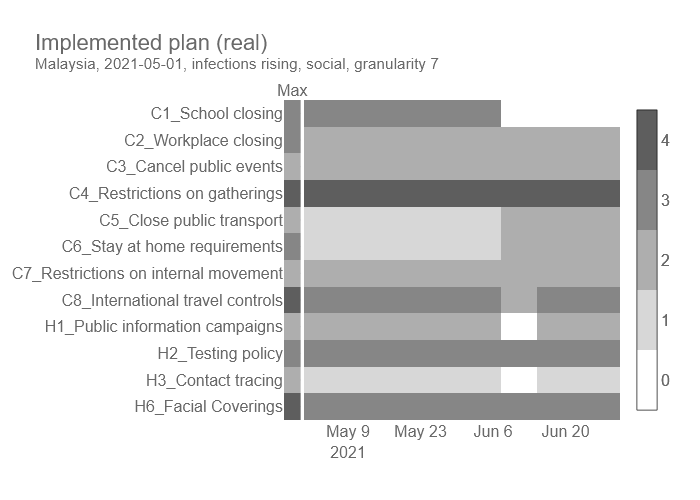 Implemented plan (real)
Malaysia, 2021-05-01, infections rising, social, granularity 7
Max
C1_School closing
C2_Workplace closing
C3_Cancel public events
C4_Restrictions on gatherings
C5_Close public transport
C6_Stay at home requirements
C7_Restrictions on internal movement
C8_International travel controls
H1_Public information campaigns
H2_Testing policy
H3_Contact tracing
H6_Facial Coverings
May 9 May 23 Jun 6 Jun 20
2021
4
3
2
1
0